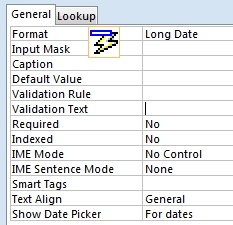 General Lookup
Format Long Date
Input Mask
Caption
Default Value
Validation Rule
Validation Text
Required No
Indexed No
IME Mode No Control
IME Sentence Mode None
Smart Tags
Text Align General
Show Date Picker For dates